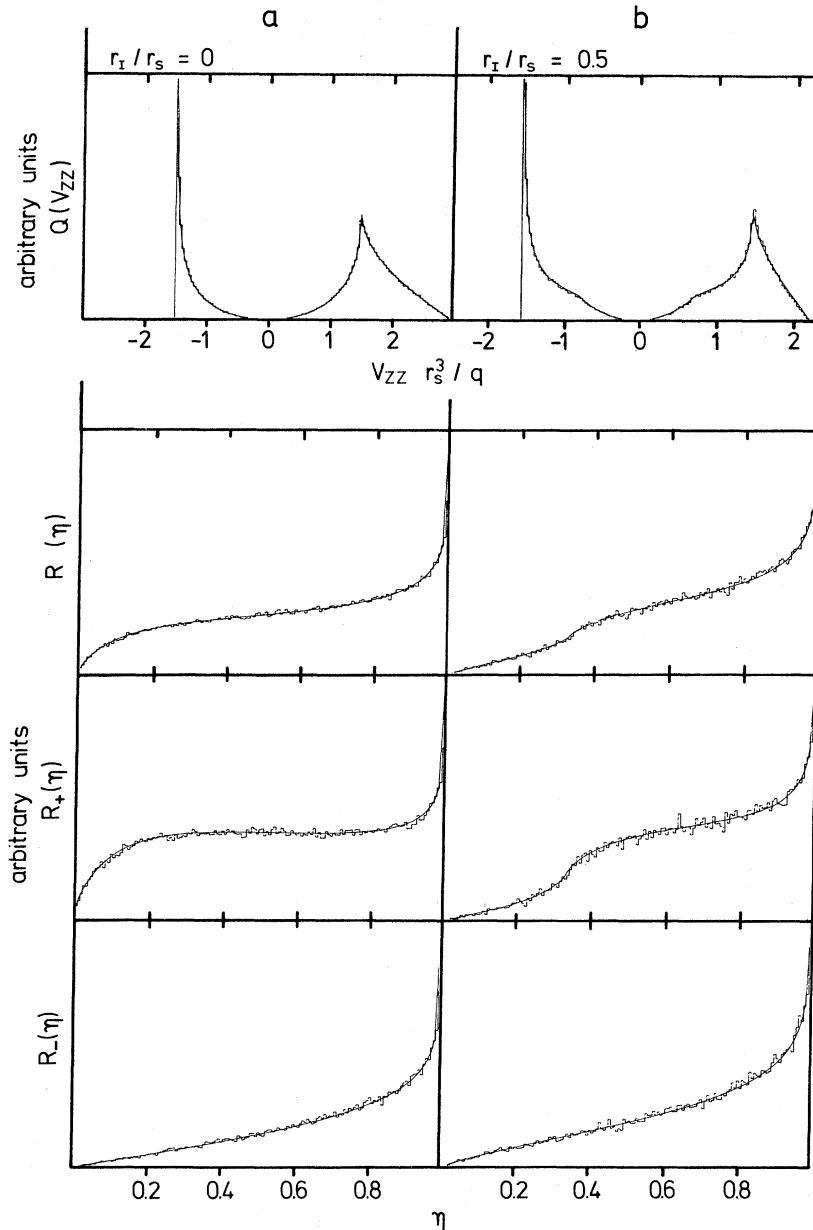 a b
r_I / r_s = 0 r_I / r_s = 0.5
arbitrary units
Q (V_ZZ)
−2 −1 0 1 2 −2 −1 0 1 2
V_ZZ r_s^3 / q
R (η)
arbitrary units
R_+(η)
R_−(η)
0.2 0.4 0.6 0.8 0.2 0.4 0.6 0.8
η